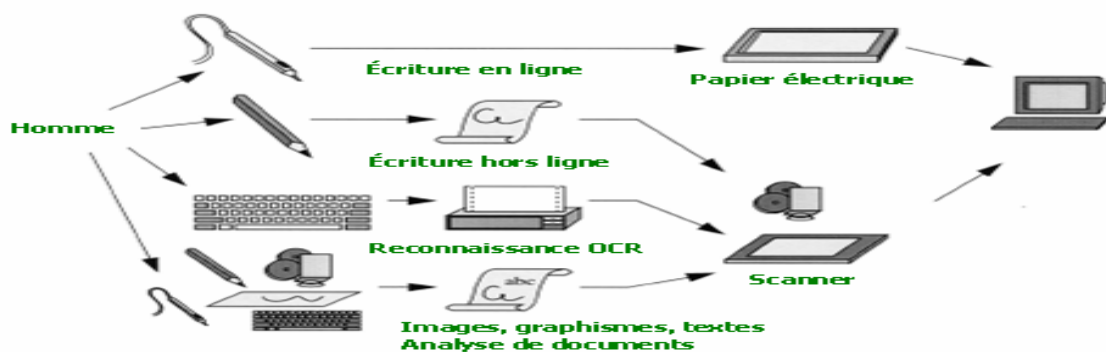 Écriture en ligne
Papier électrique
Homme
Écriture hors ligne
Reconnaissance OCR
Scanner
abc
Images, graphismes, textes
Analyse de documents